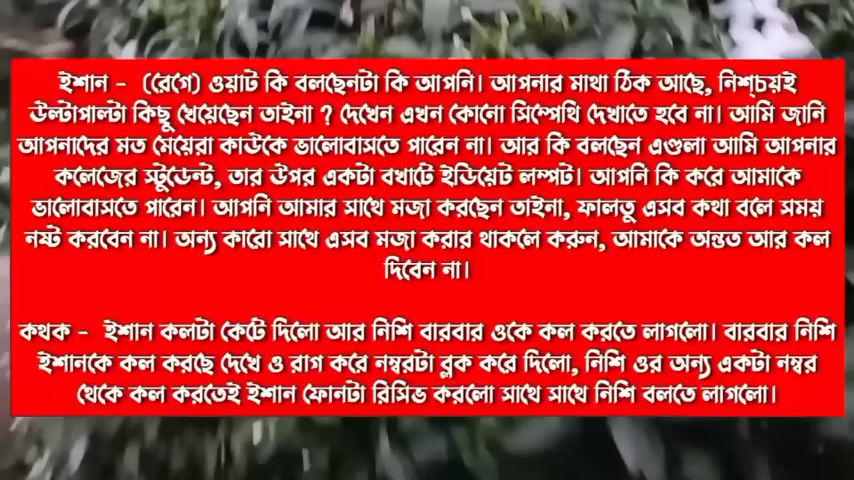 ইশান - (রেগে) ওয়াট কি বলছেনটা কি আপনি। আপনার মাথা ঠিক আছে, নিশ্চয়ই
উল্টাপাল্টা কিছু খেয়েছেন তাইনা ? দেখেন এখন কোনো সিম্পেথি দেখাতে হবে না। আমি জানি
আপনাদের মত মেয়েরা কাউকে ভালোবাসতে পারেন না। আর কি বলছেন এগুলা আমি আপনার
কলেজের স্টুডেন্ট, তার উপর একটা বখাটে ইডিয়েট লম্পট। আপনি কি করে আমাকে
ভালোবাসতে পারেন। আপনি আমার সাথে মজা করছেন তাইনা, ফালতু এসব কথা বলে সময়
নষ্ট করবেন না। অন্য কারো সাথে এসব মজা করার থাকলে করুন, আমাকে অন্তত আর কল
দিবেন না।
কথক - ইশান কলটা কেটে দিলো আর নিশি বারবার ওকে কল করতে লাগলো। বারবার নিশি
ইশানকে কল করছে দেখে ও রাগ করে নম্বরটা ব্লক করে দিলো, নিশি ওর অন্য একটা নম্বর
থেকে কল করতেই ইশান ফোনটা রিসিভ করলো সাথে সাথে নিশি বলতে লাগলো।